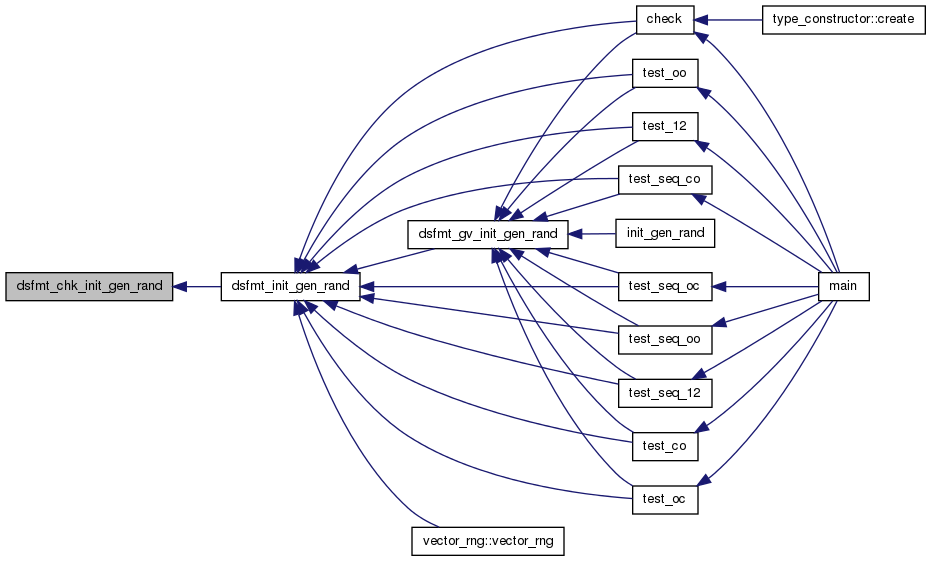 check
type_constructor::create
test_oo
test_12
test_seq_co
dsfmt_gv_init_gen_rand
init_gen_rand
dsfmt_chk_init_gen_rand
dsfmt_init_gen_rand
test_seq_oc
main
test_seq_oo
test_seq_12
test_co
test_oc
vector_rng::vector_rng